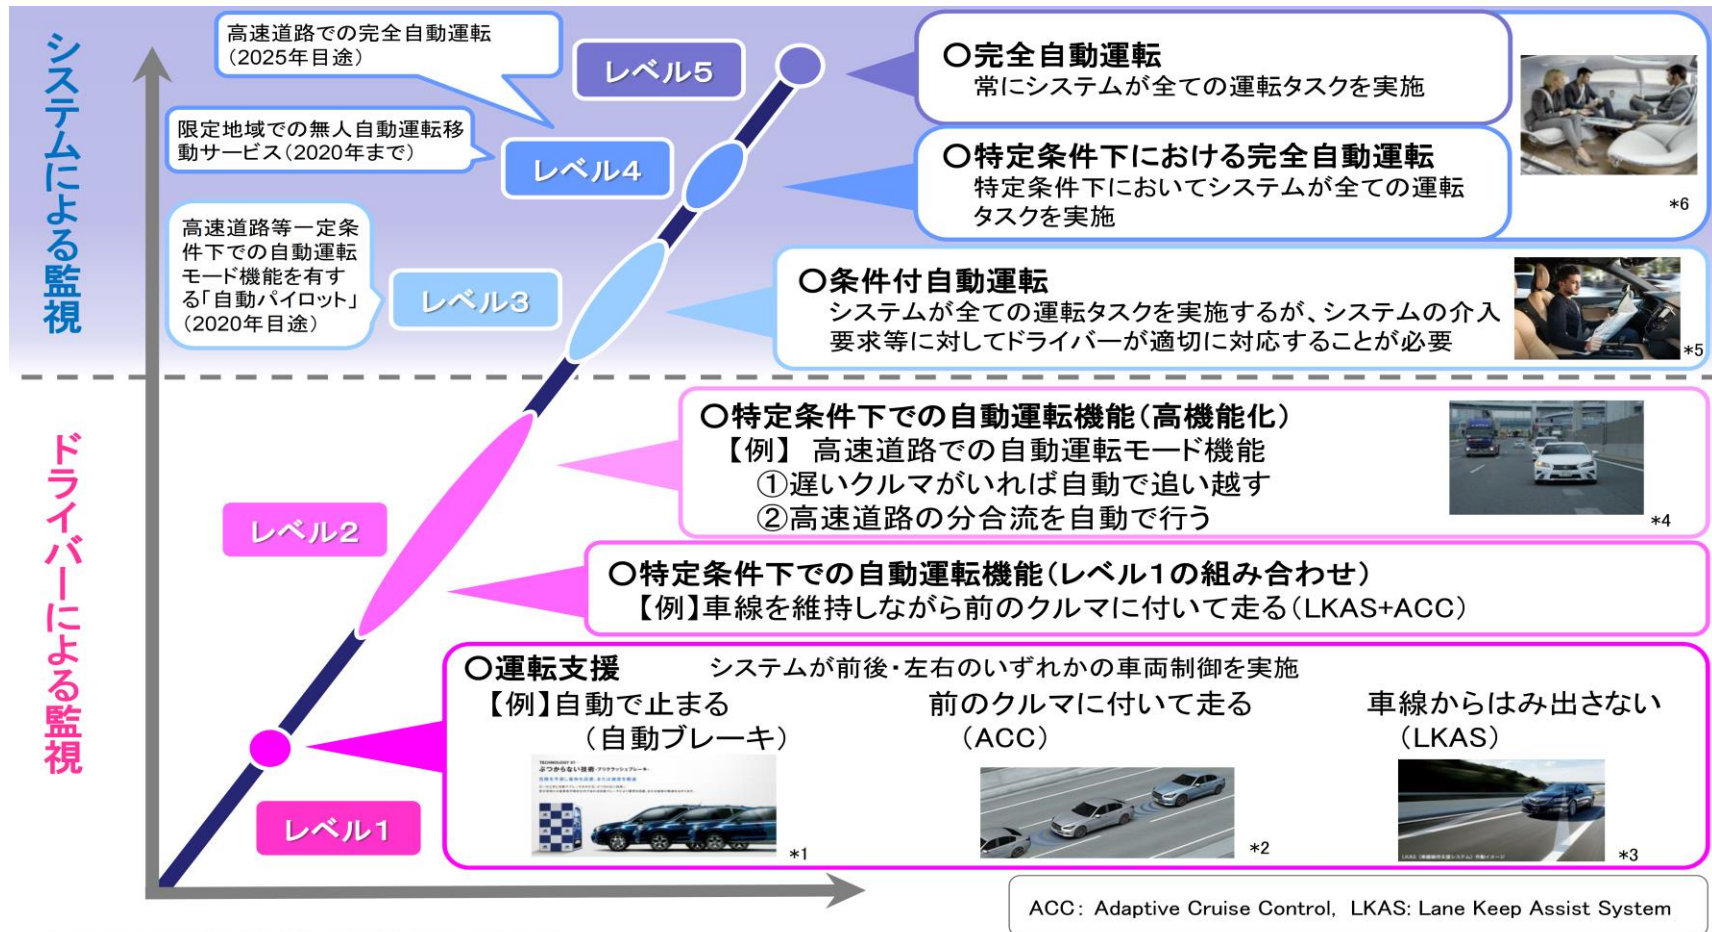 システムによる監視
高速道路での完全自動運転
(2025年目途)
レベル5
〇完全自動運転
常にシステムが全ての運転タスクを実施
限定地域での無人自動運転移
動サービス(2020年まで)
レベル4
〇特定条件下における完全自動運転
特定条件下においてシステムが全ての運転
タスクを実施
*6
高速道路等一定条
件下での自動運転
モード機能を有す
る「自動パイロット」
(2020年目途)
レベル3
〇条件付自動運転
システムが全ての運転タスクを実施するが、システムの介入
要求等に対してドライバーが適切に対応することが必要
*5
ドライバーによる監視
レベル2
〇特定条件下での自動運転機能(高機能化)
【例】 高速道路での自動運転モード機能
①遅いクルマがいれば自動で追い越す
②高速道路の分合流を自動で行う
*4
〇特定条件下での自動運転機能(レベル1の組み合わせ)
【例】車線を維持しながら前のクルマに付いて走る(LKAS+ACC)
レベル1
〇運転支援 システムが前後・左右のいずれかの車両制御を実施
【例】自動で止まる
(自動ブレーキ)
前のクルマに付いて走る
(ACC)
車線からはみ出さない
(LKAS)
ぶつからない技術
*1
*2
*3
ACC: Adaptive Cruise Control, LKAS: Lane Keep Assist System